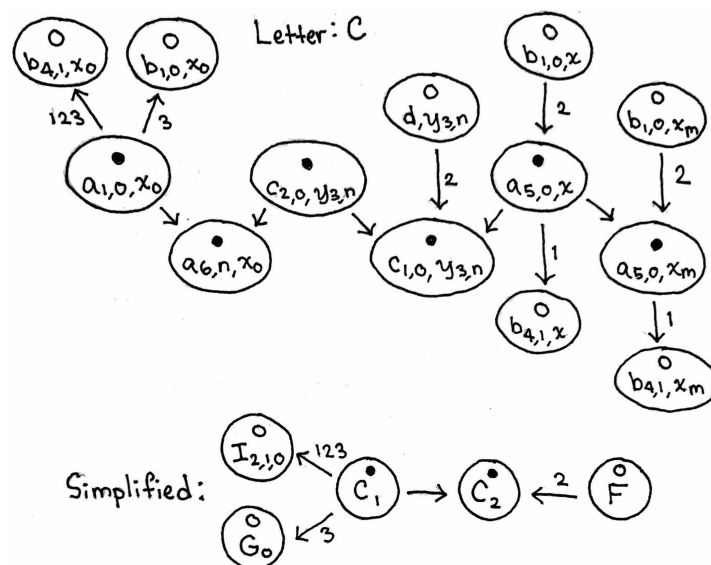 Letter: C
b4,1,x0
b1,0,x0
b1,0,x
d,y3,n
b1,0,xm
123
3
2
2
2
a1,0,x0
c2,0,y3,n
a5,0,x
a6,n,x0
c1,0,y3,n
a5,0,xm
1
1
b4,1,x
b4,1,xm
Simplified:
I2,1,0
123
C1
C2
2
F
3
G0